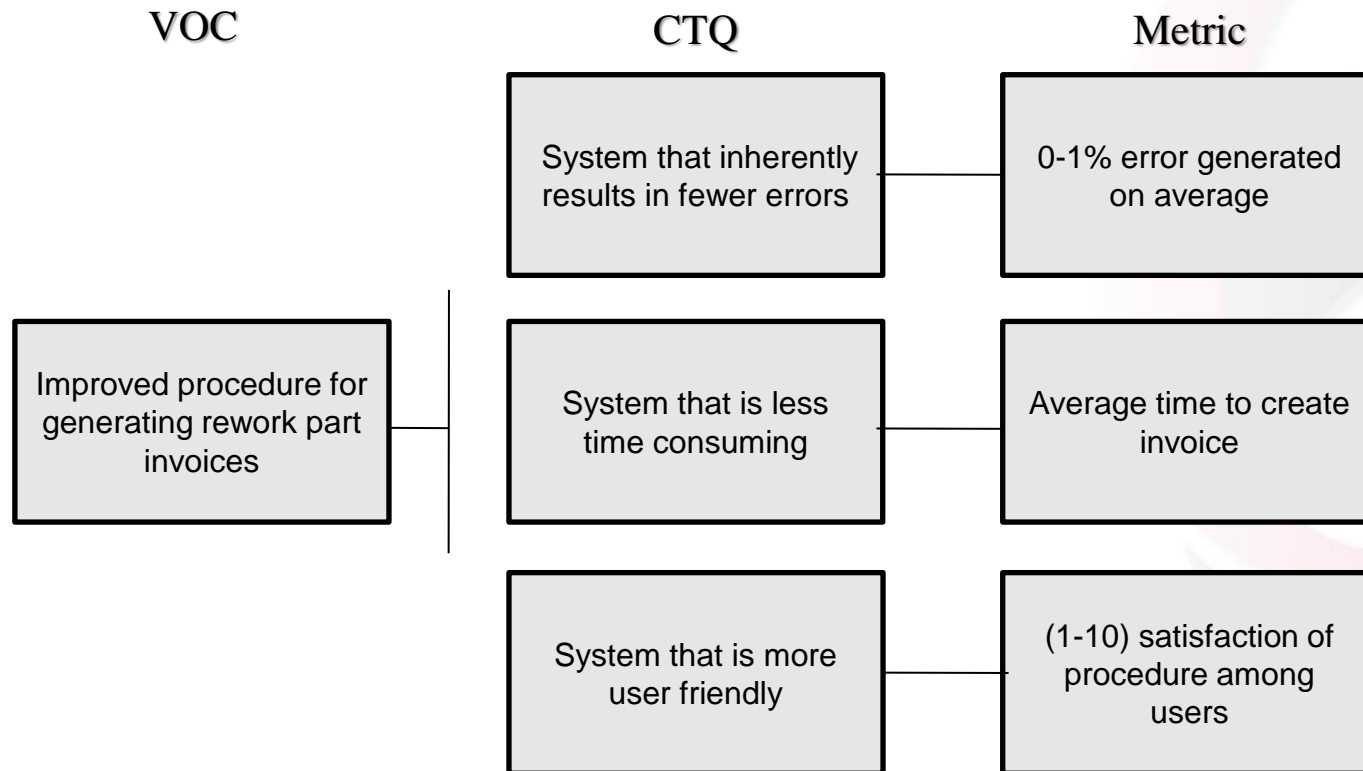 VOC
CTQ
Metric
System that inherently
results in fewer errors
0-1% error generated
on average
Improved procedure for
generating rework part
invoices
System that is less
time consuming
Average time to create
invoice
System that is more
user friendly
(1-10) satisfaction of
procedure among
users